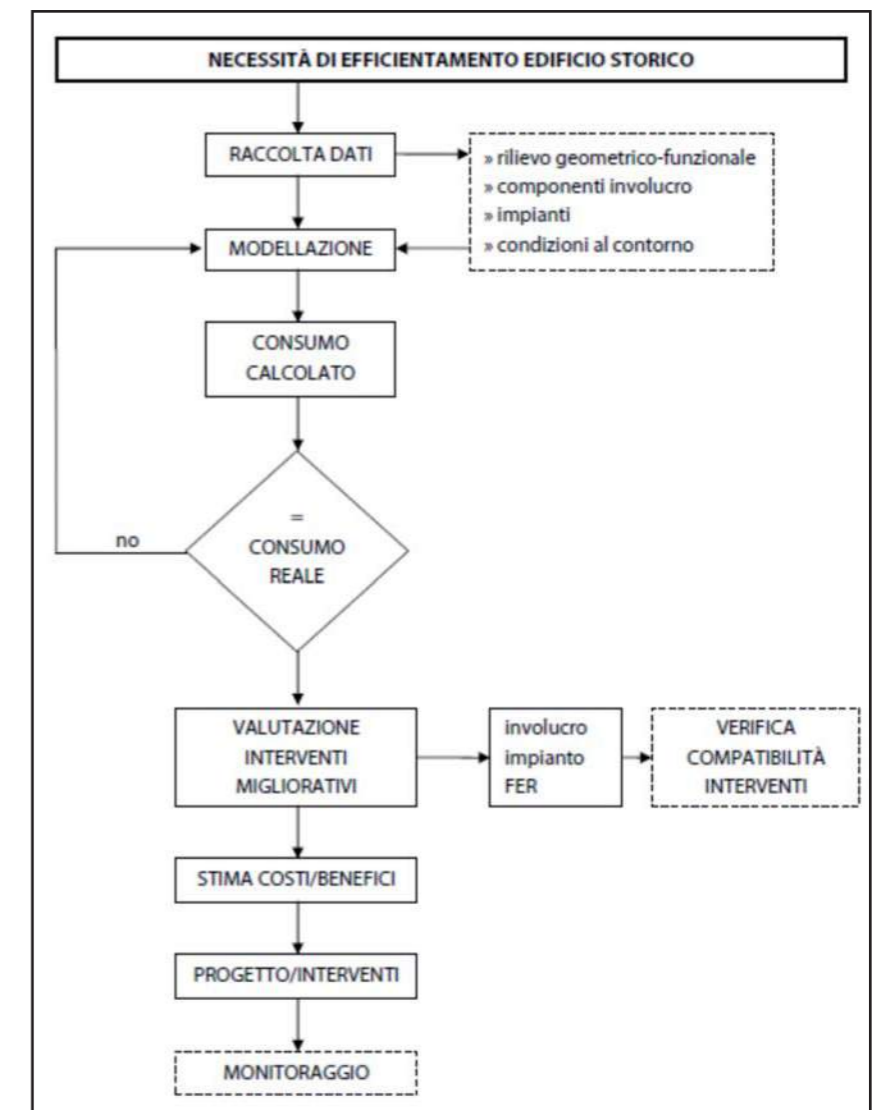 NECESSITÀ DI EFFICIENTAMENTO EDIFICIO STORICO
RACCOLTA DATI
» rilievo geometrico-funzionale
» componenti involucro
» impianti
» condizioni al contorno
MODELLAZIONE
CONSUMO
CALCOLATO
=
CONSUMO
REALE
no
VALUTAZIONE
INTERVENTI
MIGLIORATIVI
involucro
impianto
FER
VERIFICA
COMPATIBILITÀ
INTERVENTI
STIMA COSTI/BENEFICI
PROGETTO/INTERVENTI
MONITORAGGIO